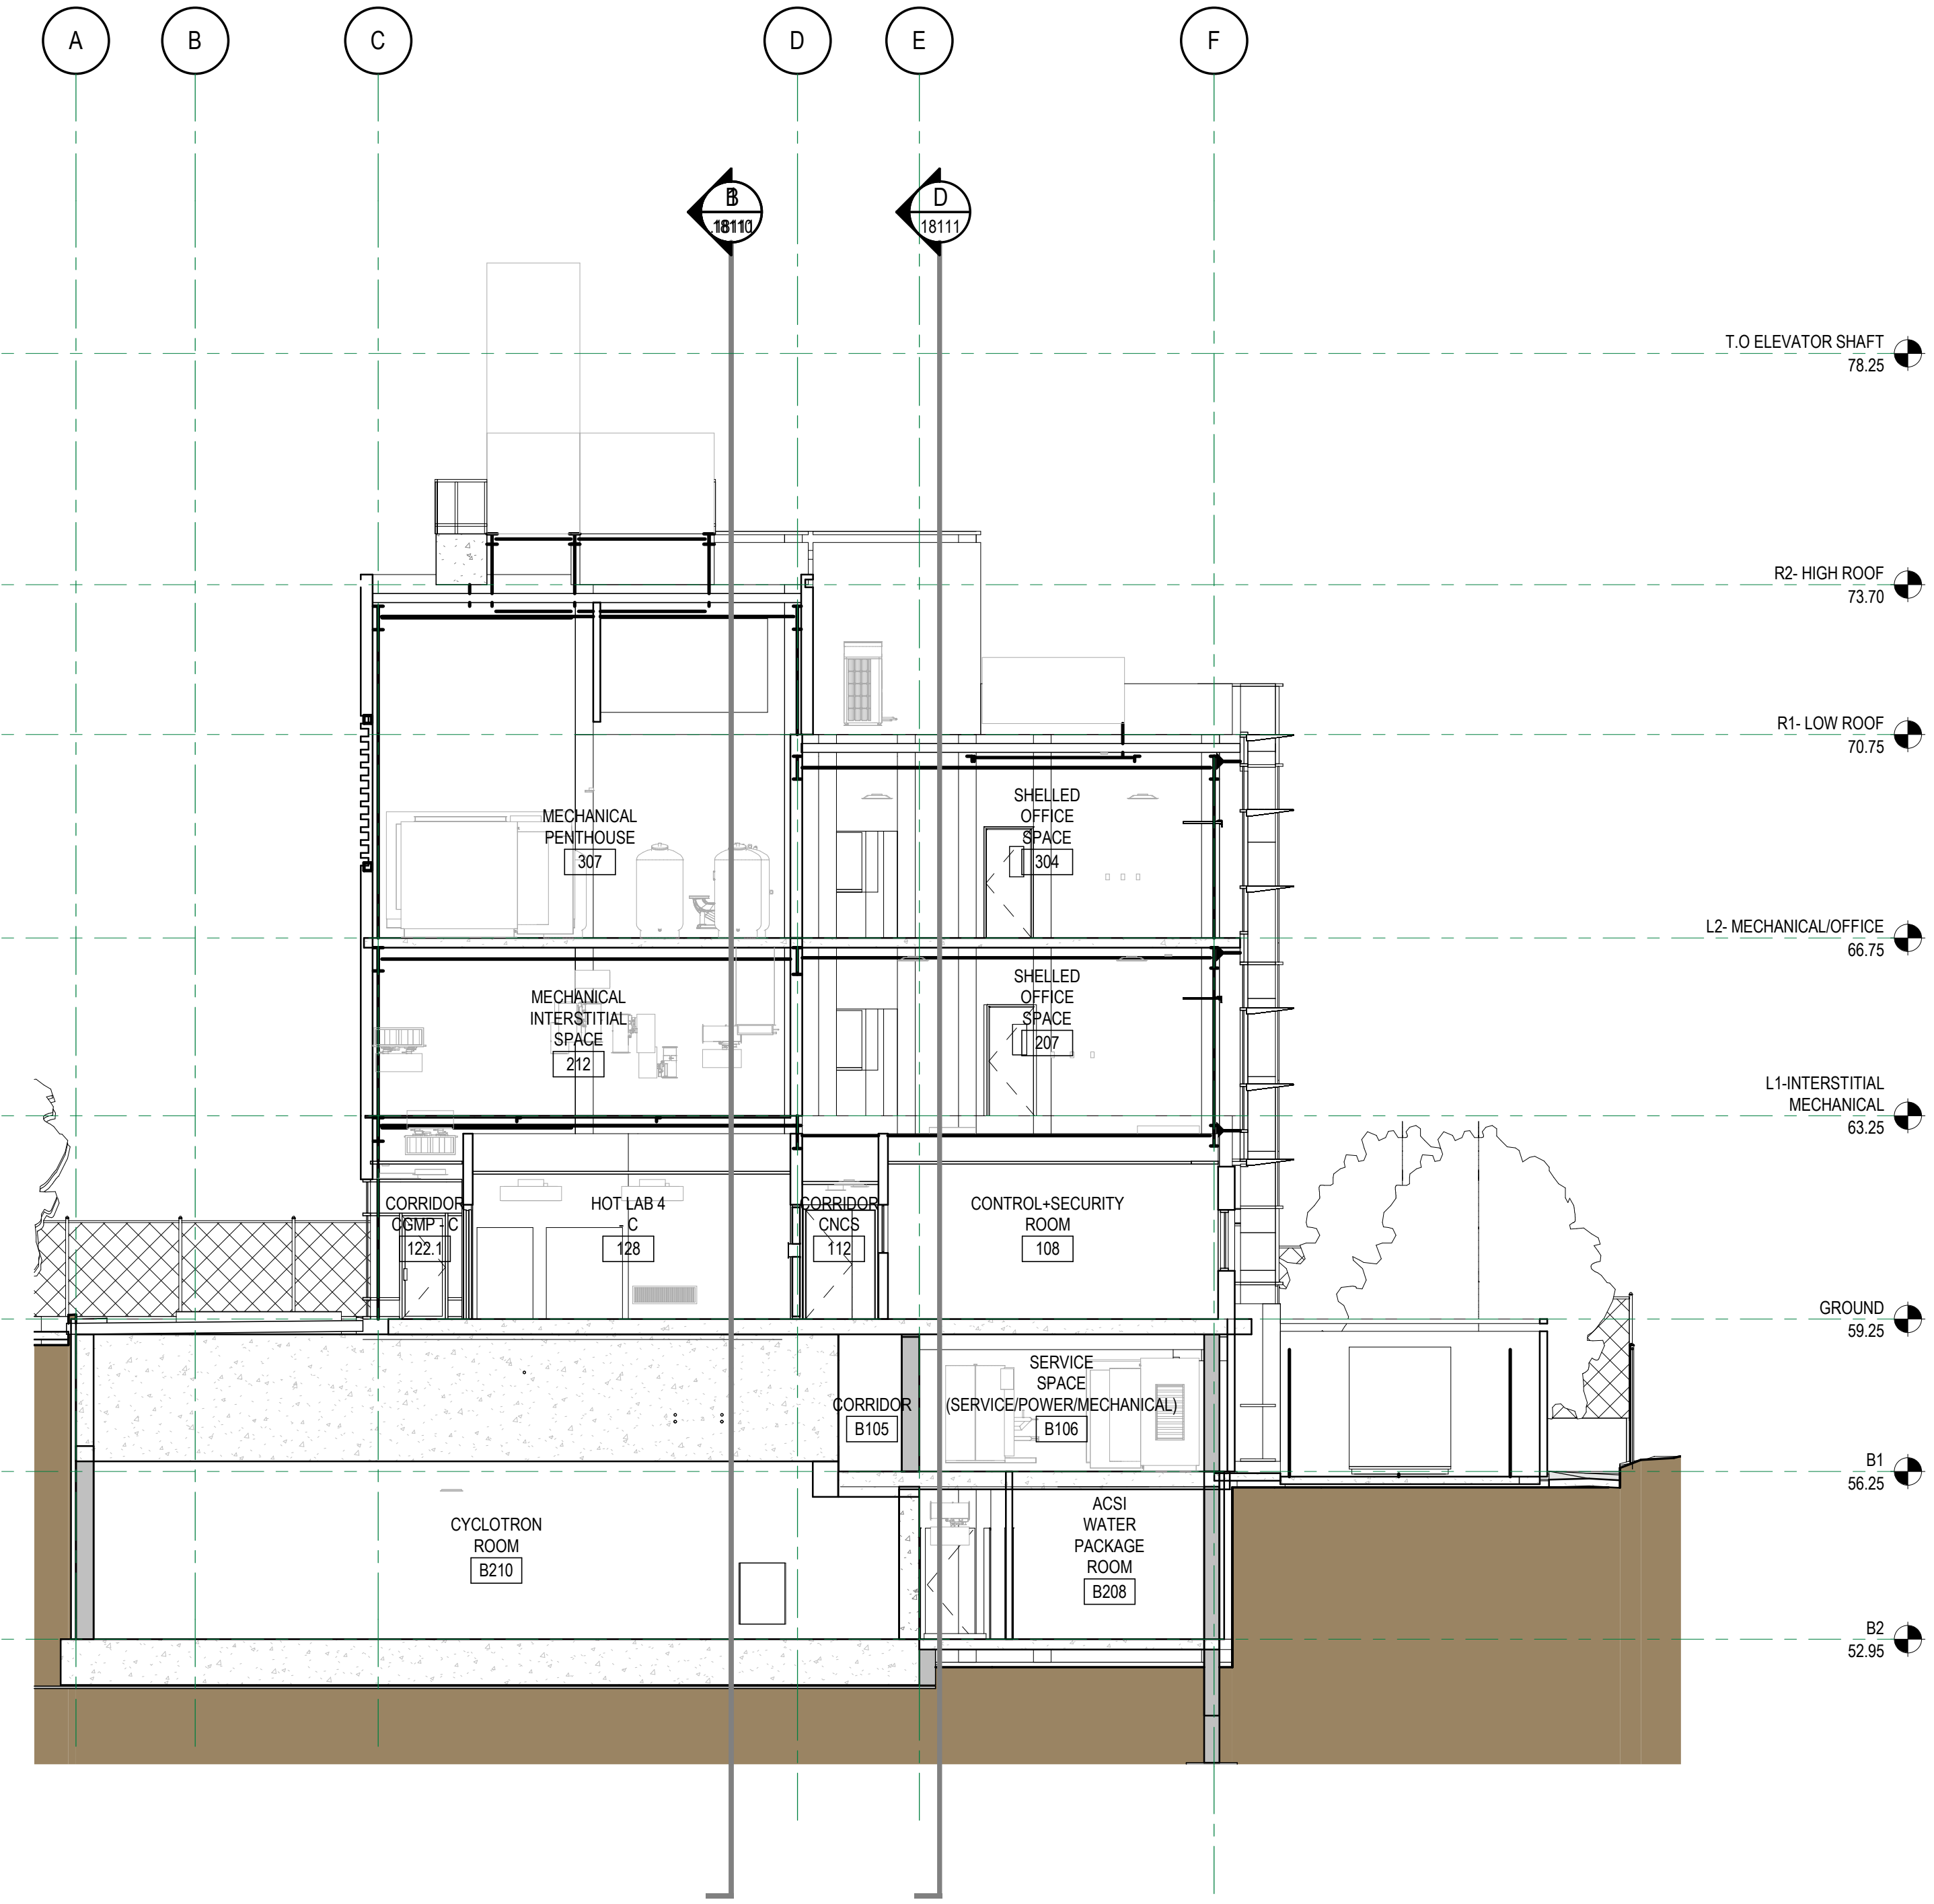 A
B
C
D
E
F
D
18111
T.O ELEVATOR SHAFT
78.25
R2- HIGH ROOF
73.70
R1- LOW ROOF
70.75
MECHANICAL
PENTHOUSE
307
SHELLED
OFFICE
SPACE
304
L2- MECHANICAL/OFFICE
66.75
MECHANICAL
INTERSTITIAL
SPACE
212
SHELLED
OFFICE
SPACE
207
L1-INTERSTITIAL
MECHANICAL
63.25
CORRIDOR
CGMP - C
122.1
HOT LAB 4
- C
128
CORRIDOR
CNCS
112
CONTROL+SECURITY
ROOM
108
GROUND
59.25
CORRIDOR
B105
SERVICE
SPACE
(SERVICE/POWER/MECHANICAL)
B106
B1
56.25
CYCLOTRON
ROOM
B210
ACSI
WATER
PACKAGE
ROOM
B208
B2
52.95